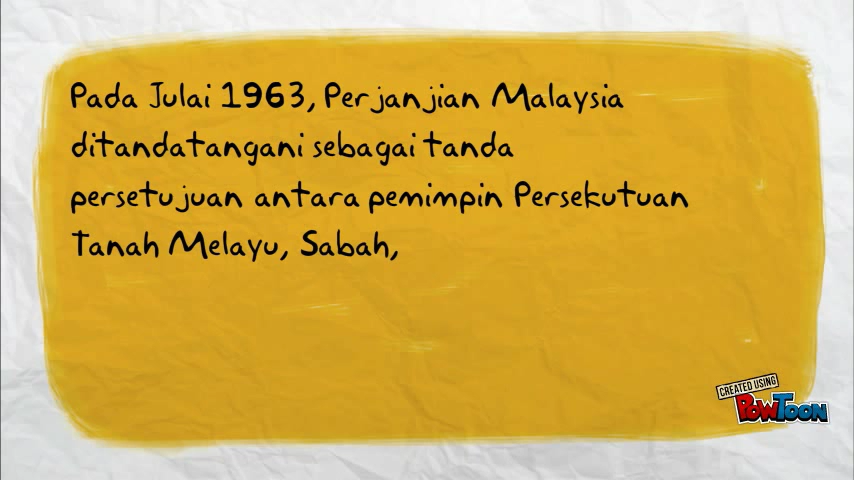 Pada Julai 1963, Perjanjian Malaysia
ditandatangani sebagai tanda
persetujuan antara pemimpin Persekutuan
Tanah Melayu, Sabah,
CREATED USING
POWTOON